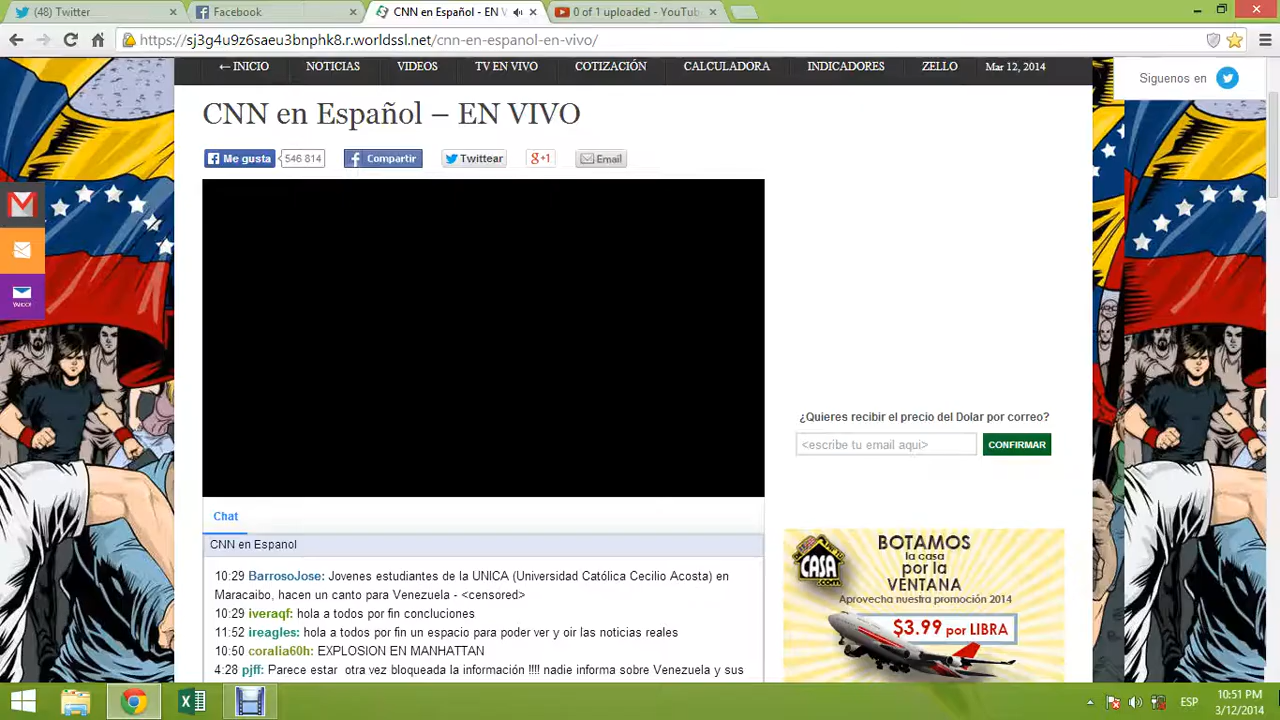 (48) Twitter
Facebook
CNN en Español - EN V
0 of 1 uploaded - YouTub
https://sj3g4u9z6saeu3bnphk8.r.worldssl.net/cnn-en-espanol-en-vivo/
← INICIO NOTICIAS VIDEOS TV EN VIVO COTIZACIÓN CALCULADORA INDICADORES ZELLO Mar 12, 2014
Siguenos en
CNN en Español – EN VIVO
Me gusta 546 814 Compartir Twittear g+1 Email
YAHOO!
¿Quieres recibir el precio del Dolar por correo?
<escribe tu email aqui> CONFIRMAR
Chat
CNN en Espanol
10:29 BarrosoJose: Jovenes estudiantes de la UNICA (Universidad Católica Cecilio Acosta) en
Maracaibo, hacen un canto para Venezuela - <censored>
10:29 iveraqf: hola a todos por fin concluciones
11:52 ireagles: hola a todos por fin un espacio para poder ver y oir las noticias reales
10:50 coralia60h: EXPLOSION EN MANHATTAN
4:28 pjff: Parece estar otra vez bloqueada la información !!!! nadie informa sobre Venezuela y sus
CASA
.com
BOTAMOS
la casa
por la
VENTANA
Aprovecha nuestra promoción 2014
$3.99 por LIBRA
ESP
10:51 PM
3/12/2014